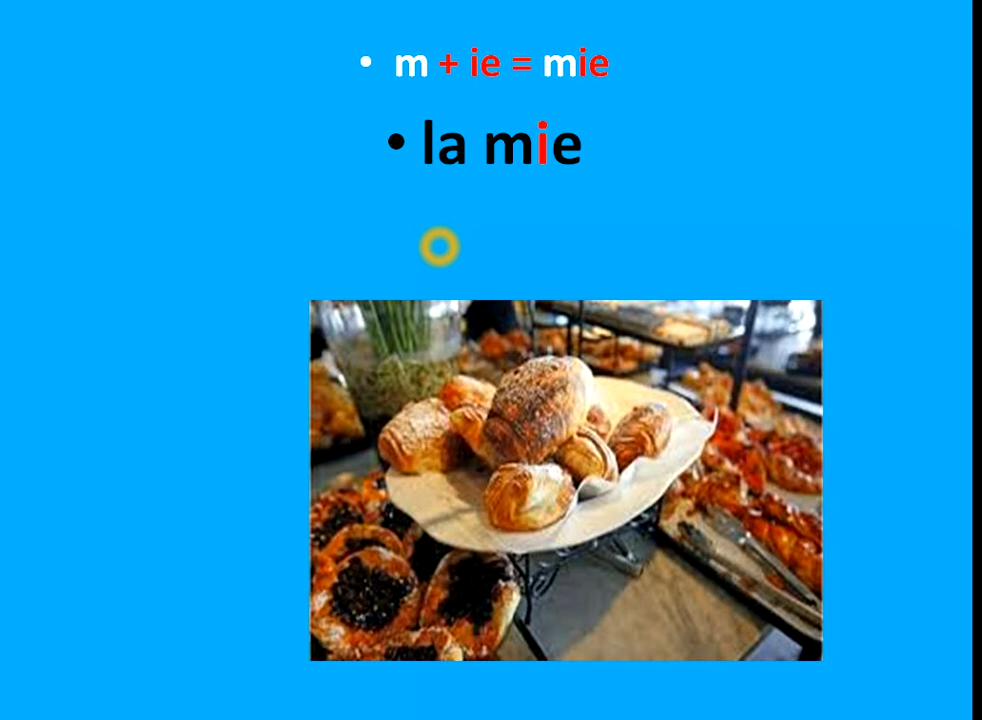 • m + ie = mie
• la mie